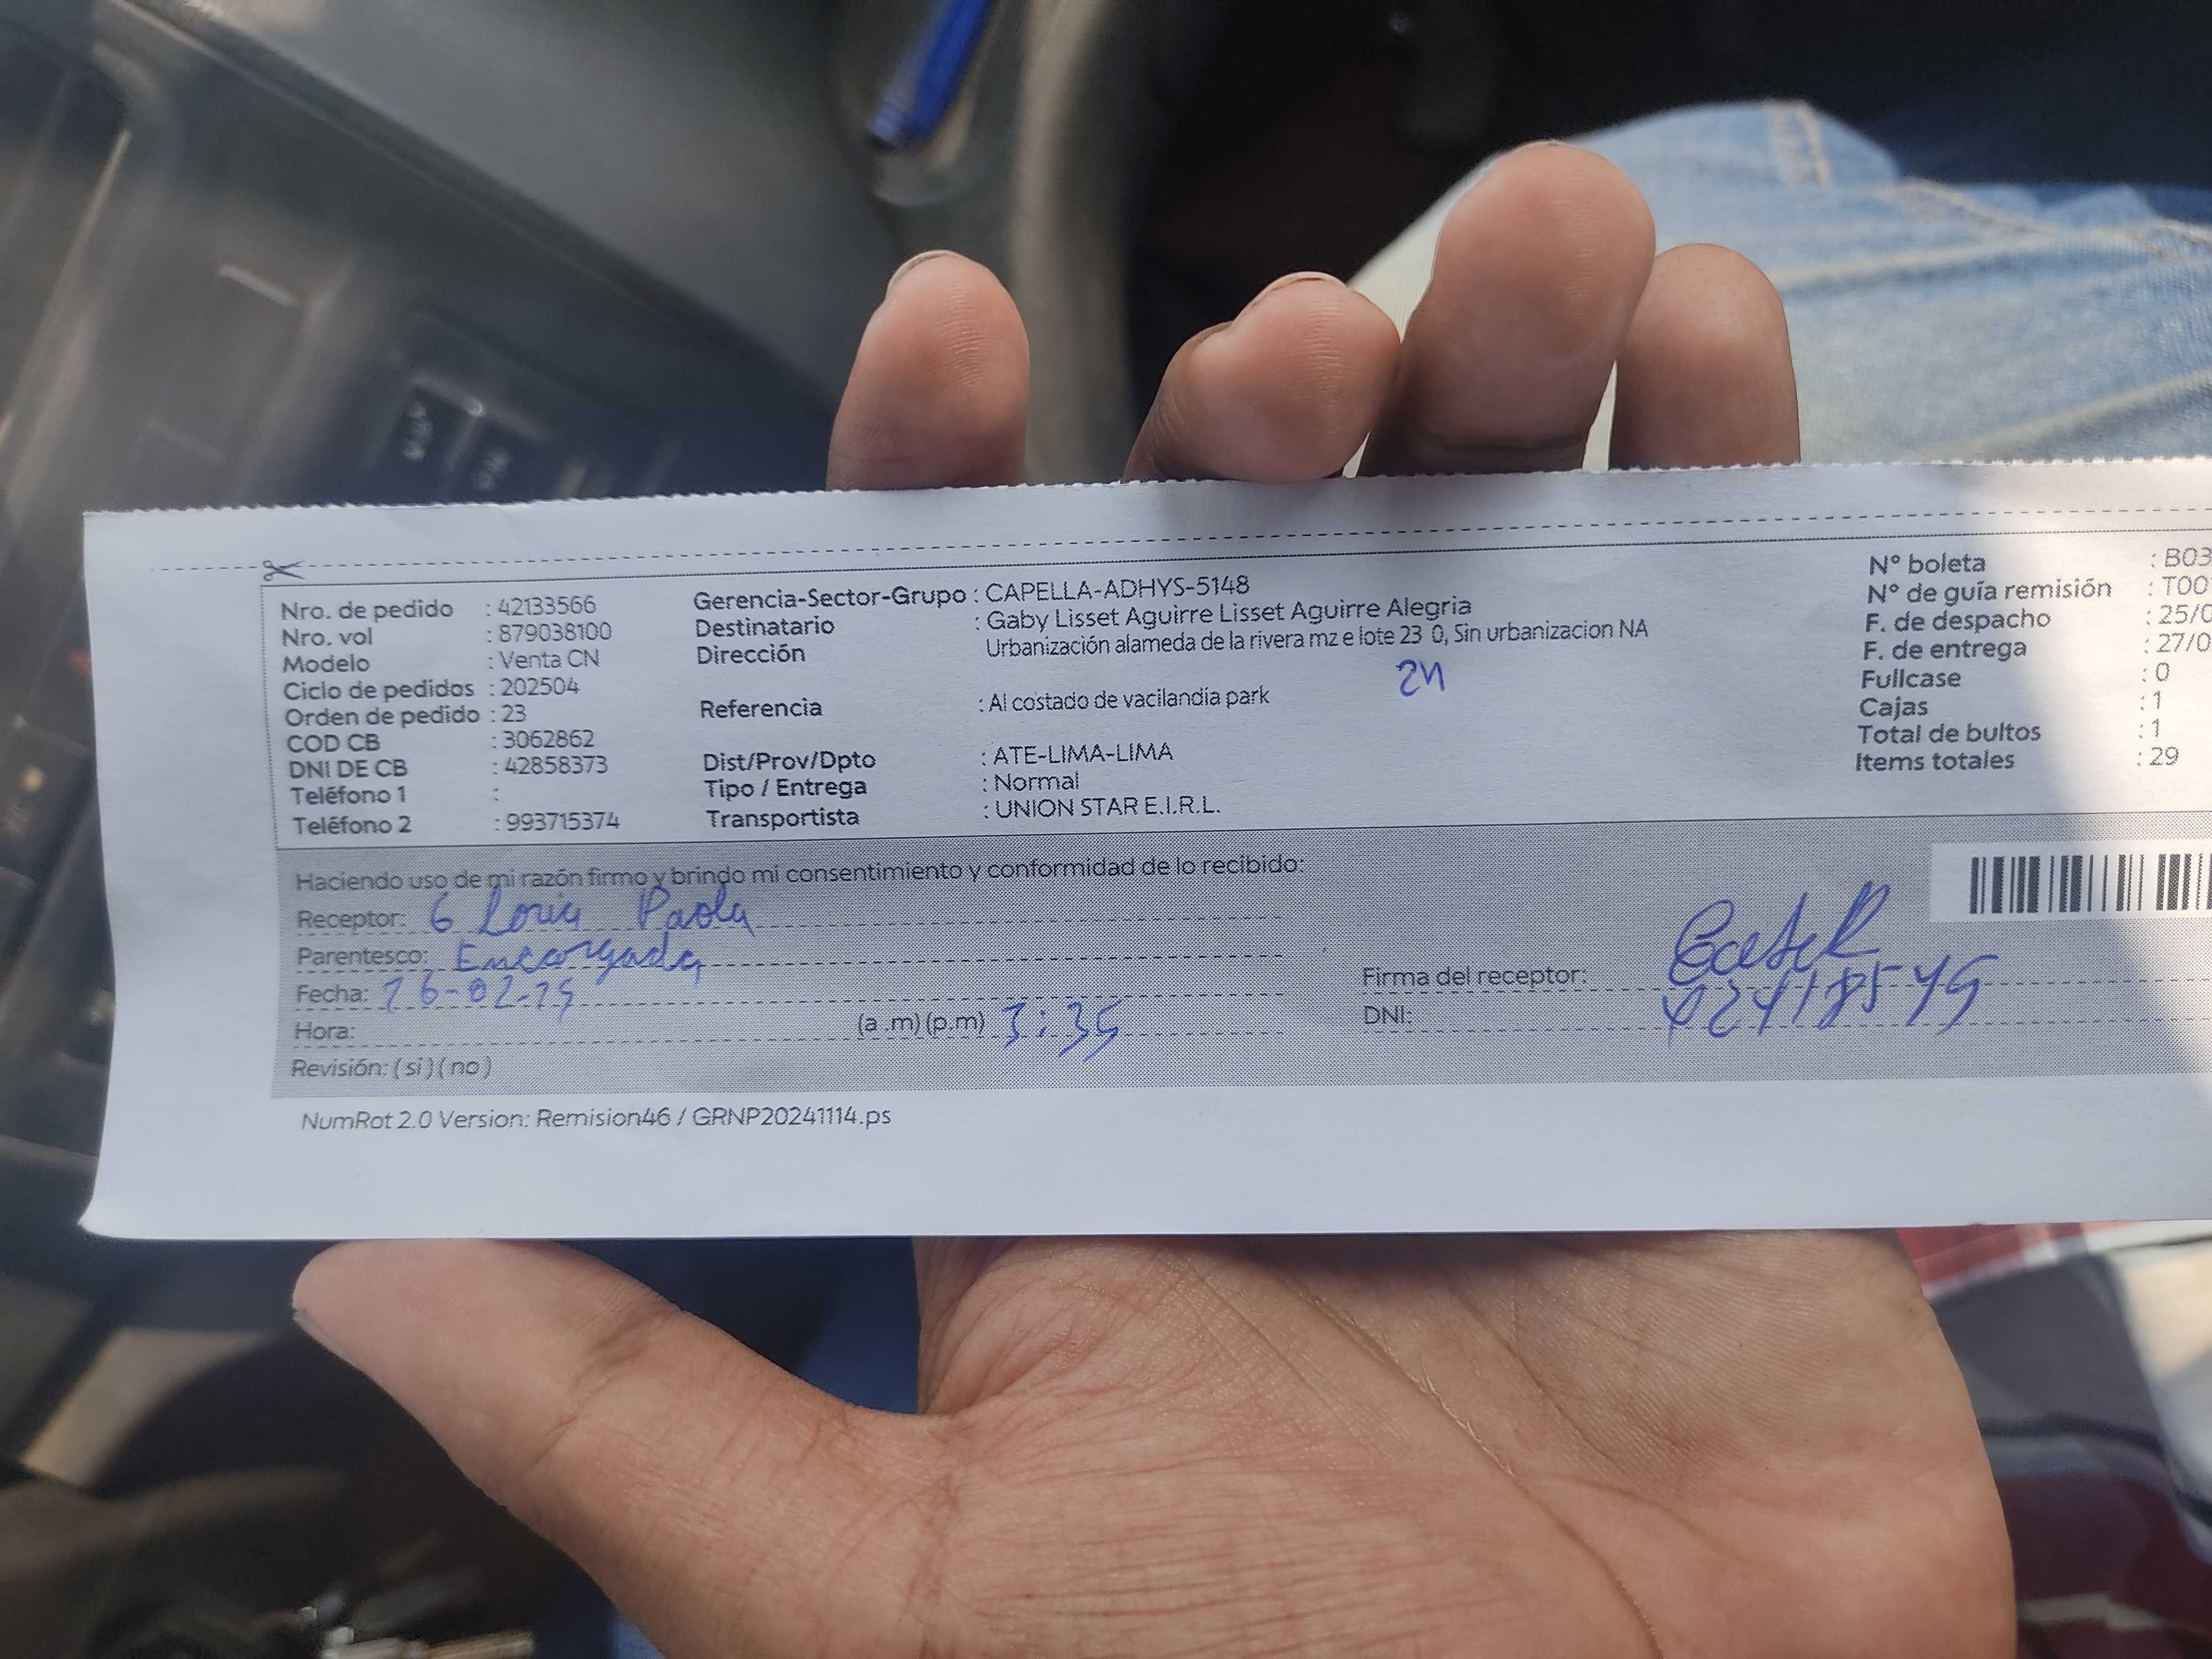 Nro. de pedido : 42133566
Nro. vol : 879038100
Modelo : Venta CN
Ciclo de pedidos : 202504
Orden de pedido : 23
COD CB : 3062862
DNI DE CB : 42858373
Teléfono 1 :
Teléfono 2 : 993715374
Gerencia-Sector-Grupo : CAPELLA-ADHYS-5148
Destinatario : Gaby Lisset Aguirre Lisset Aguirre Alegria
Dirección Urbanización alameda de la rivera mz e lote 23 0, Sin urbanizacion NA
Referencia : Al costado de vacilandia park
Dist/Prov/Dpto : ATE-LIMA-LIMA
Tipo / Entrega : Normal
Transportista : UNION STAR E.I.R.L.
N° boleta : B03
N° de guía remisión : T00
F. de despacho : 25/0
F. de entrega : 27/0
Fullcase : 0
Cajas : 1
Total de bultos : 1
Items totales : 29
Haciendo uso de mi razón firmo y brindo mi consentimiento y conformidad de lo recibido:
Receptor: Gloria Paola
Parentesco: Encargada
Fecha:
Hora: (a .m) (p.m) 3:35
Revisión: ( si ) ( no )
Firma del receptor:
DNI:
NumRot 2.0 Version: Remision46 / GRNP20241114.ps